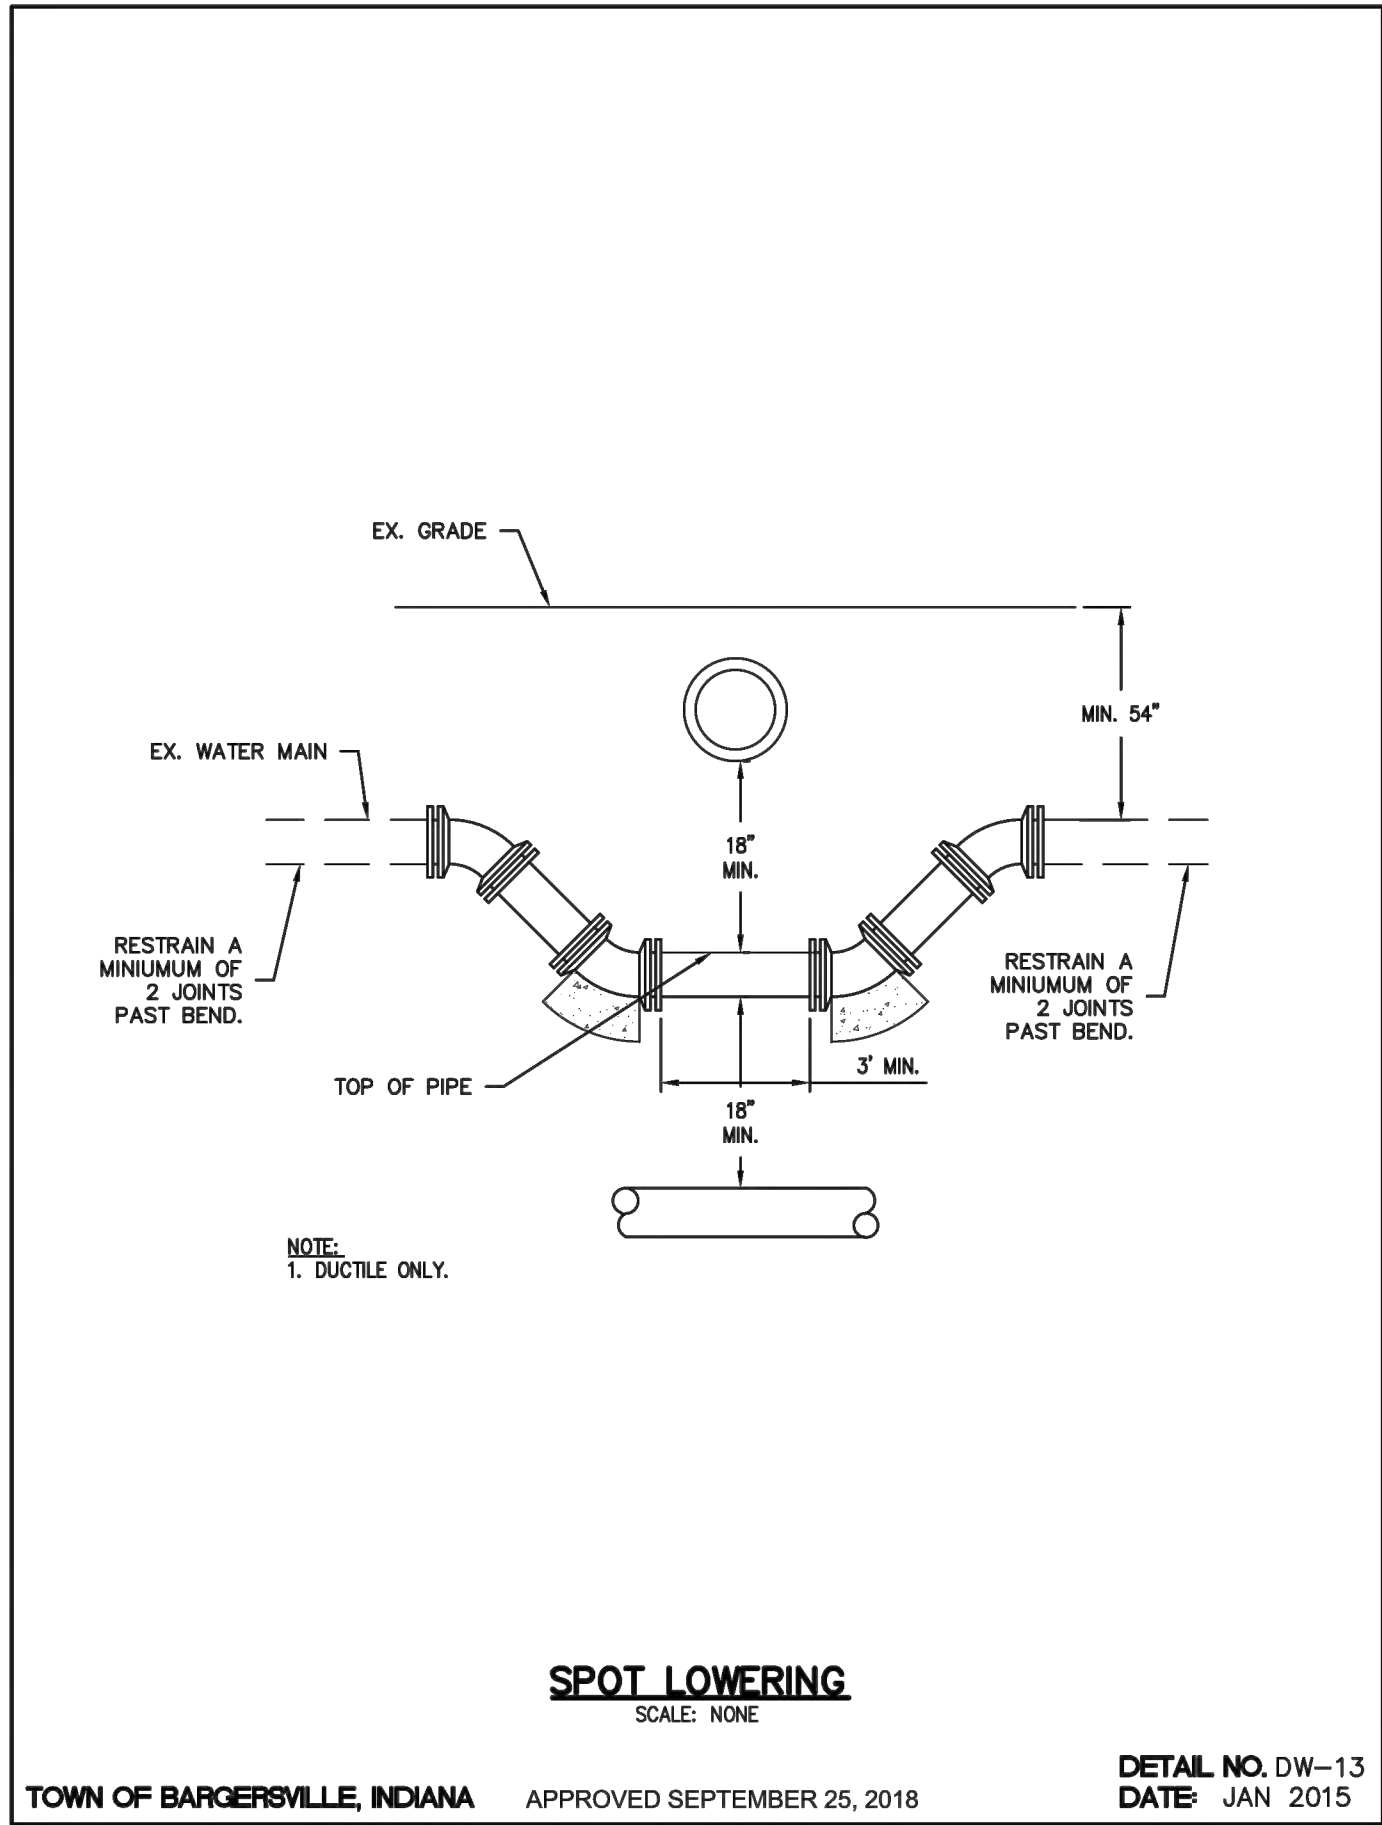 EX. GRADE
MIN. 54"
EX. WATER MAIN
18"
MIN.
RESTRAIN A
MINIUMUM OF
2 JOINTS
PAST BEND.
RESTRAIN A
MINIUMUM OF
2 JOINTS
PAST BEND.
3' MIN.
TOP OF PIPE
18"
MIN.
NOTE:
1. DUCTILE ONLY.
SPOT LOWERING
SCALE: NONE
DETAIL NO. DW-13
TOWN OF BARGERSVILLE, INDIANA APPROVED SEPTEMBER 25, 2018
DATE: JAN 2015